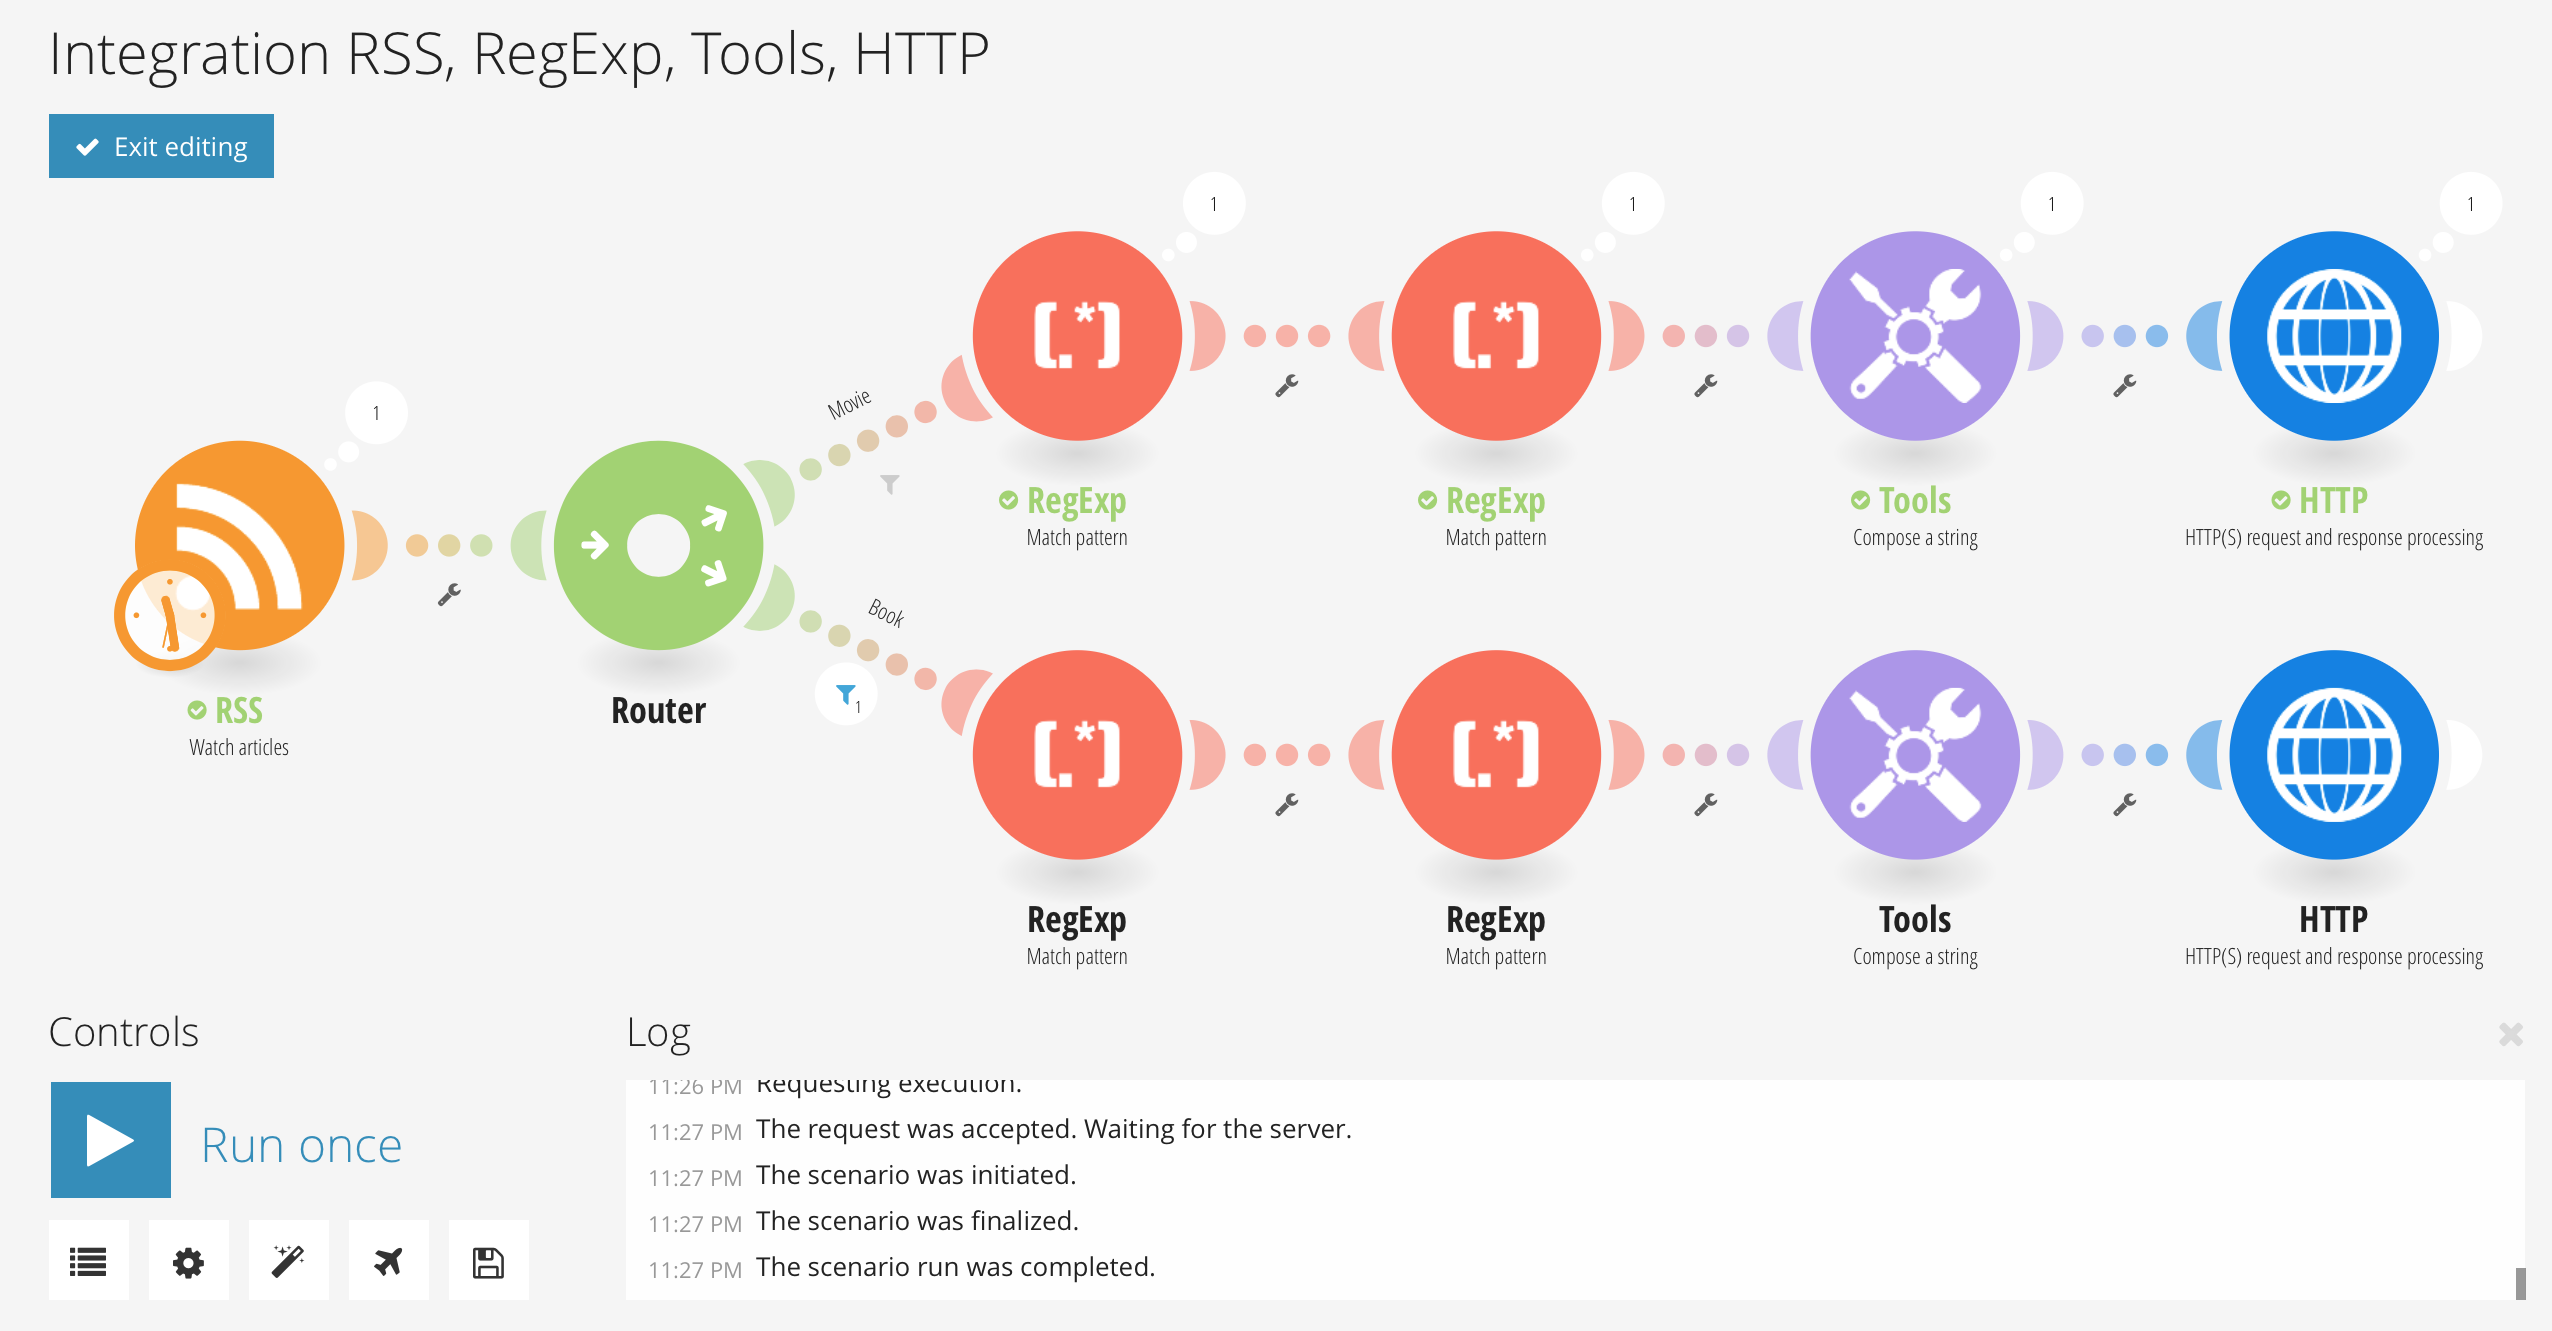 Integration RSS, RegExp, Tools, HTTP
Exit editing
1
1
1
1
1
(.*)
(.*)
Movie
RegExp
Match pattern
RegExp
Match pattern
Tools
Compose a string
HTTP
HTTP(S) request and response processing
Book
1
RSS
Watch articles
Router
(.*)
(.*)
RegExp
Match pattern
RegExp
Match pattern
Tools
Compose a string
HTTP
HTTP(S) request and response processing
Controls
Run once
Log
11:26 PM Requesting execution.
11:27 PM The request was accepted. Waiting for the server.
11:27 PM The scenario was initiated.
11:27 PM The scenario was finalized.
11:27 PM The scenario run was completed.